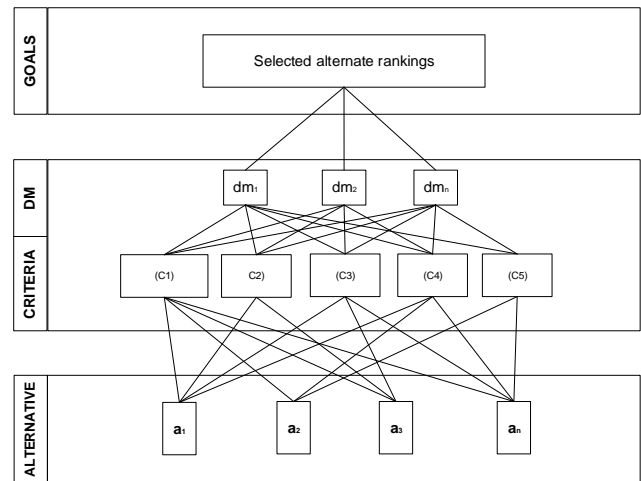 GOALS
Selected alternate rankings
DM
dm₁ dm₂ dmₙ
CRITERIA
(C1) C2) (C3) (C4) (C5)
ALTERNATIVE
a₁ a₂ a₃ aₙ